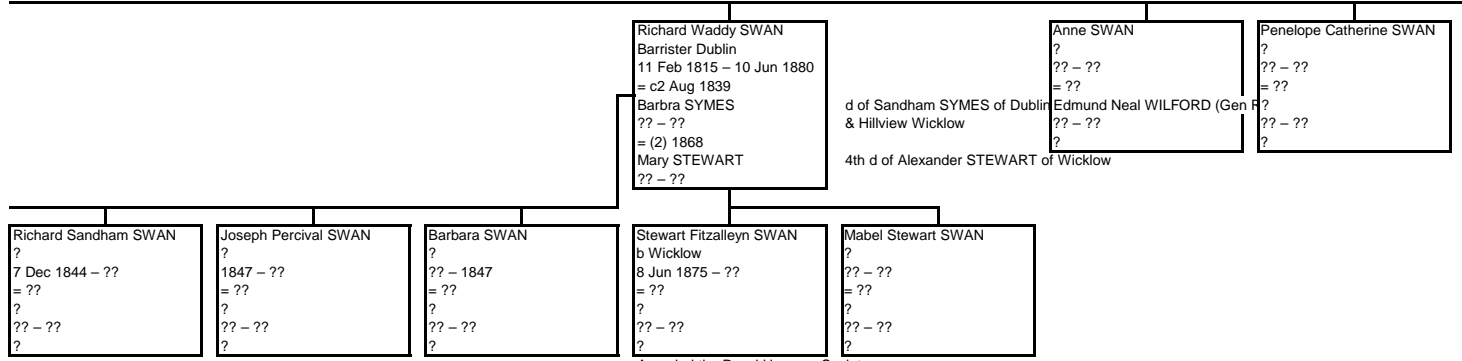 Richard Waddy SWAN
Barrister Dublin
11 Feb 1815 – 10 Jun 1880
= c2 Aug 1839
Barbra SYMES
?? – ??
= (2) 1868
Mary STEWART
?? – ??
d of Sandham SYMES of Dublin
& Hillview Wicklow
4th d of Alexander STEWART of Wicklow
Anne SWAN
?
?? – ??
= ??
Edmund Neal WILFORD (Gen
?? – ??
?
Penelope Catherine SWAN
?
?? – ??
= ??
?
?? – ??
?
Richard Sandham SWAN
?
7 Dec 1844 – ??
= ??
?
?? – ??
?
Joseph Percival SWAN
?
1847 – ??
= ??
?
?? – ??
?
Barbara SWAN
?
?? – 1847
= ??
?
?? – ??
?
Stewart Fitzalleyn SWAN
b Wicklow
8 Jun 1875 – ??
= ??
?
?? – ??
?
Mabel Stewart SWAN
?
?? – ??
= ??
?
?? – ??
?